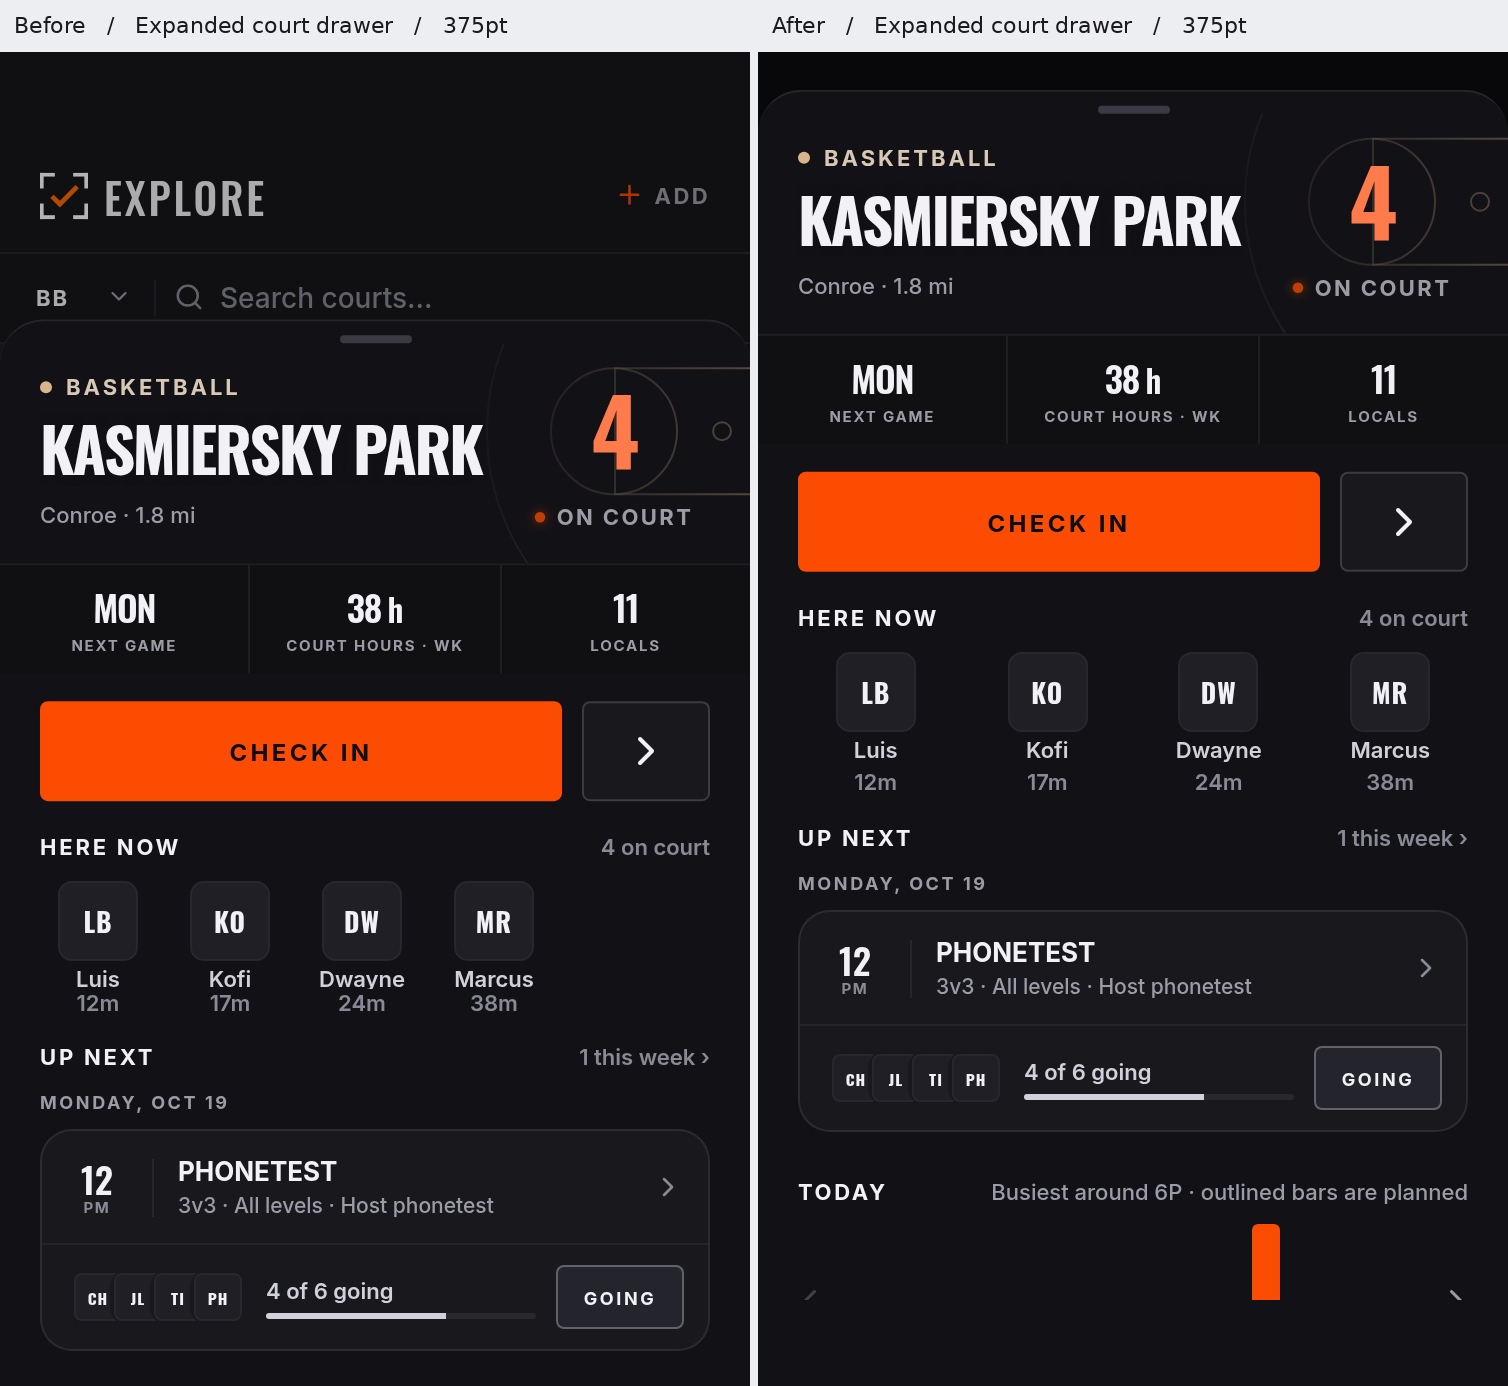 Before / Expanded court drawer / 375pt
EXPLORE
+ ADD
BB
Search courts...
BASKETBALL
KASMIERSKY PARK
4
Conroe · 1.8 mi
ON COURT
MON
NEXT GAME
38 h
COURT HOURS · WK
11
LOCALS
CHECK IN
HERE NOW
4 on court
LB
KO
DW
MR
Luis
Kofi
Dwayne
Marcus
12m
17m
24m
38m
UP NEXT
1 this week ›
MONDAY, OCT 19
12
PM
PHONETEST
3v3 · All levels · Host phonetest
CH
JL
TI
PH
4 of 6 going
GOING
After / Expanded court drawer / 375pt
BASKETBALL
KASMIERSKY PARK
4
Conroe · 1.8 mi
ON COURT
MON
NEXT GAME
38 h
COURT HOURS · WK
11
LOCALS
CHECK IN
HERE NOW
4 on court
LB
KO
DW
MR
Luis
Kofi
Dwayne
Marcus
12m
17m
24m
38m
UP NEXT
1 this week ›
MONDAY, OCT 19
12
PM
PHONETEST
3v3 · All levels · Host phonetest
CH
JL
TI
PH
4 of 6 going
GOING
TODAY
Busiest around 6P · outlined bars are planned